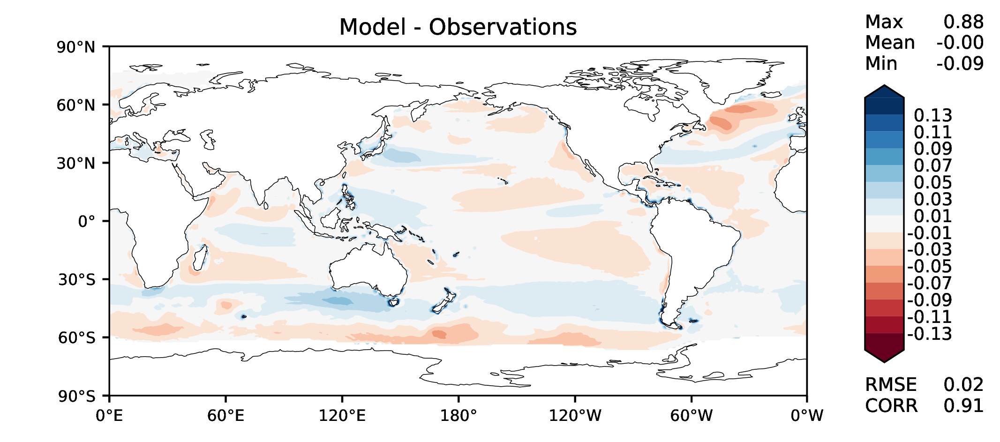 Model - Observations
Max 0.88
Mean -0.00
Min -0.09
90°N
60°N
30°N
0°
30°S
60°S
90°S
0°E 60°E 120°E 180° 120°W 60°W 0°W
0.13
0.11
0.09
0.07
0.05
0.03
0.01
-0.01
-0.03
-0.05
-0.07
-0.09
-0.11
-0.13
RMSE 0.02
CORR 0.91